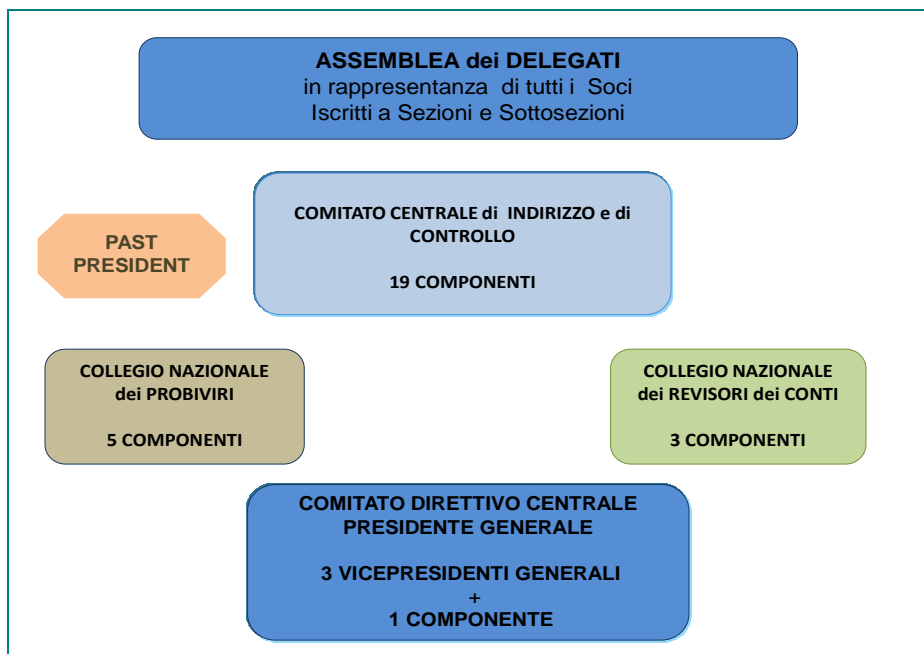 ASSEMBLEA dei DELEGATI
in rappresentanza di tutti i Soci
Iscritti a Sezioni e Sottosezioni
COMITATO CENTRALE di INDIRIZZO e di
CONTROLLO
19 COMPONENTI
PAST
PRESIDENT
COLLEGIO NAZIONALE
dei PROBIVIRI
5 COMPONENTI
COLLEGIO NAZIONALE
dei REVISORI dei CONTI
3 COMPONENTI
COMITATO DIRETTIVO CENTRALE
PRESIDENTE GENERALE
3 VICEPRESIDENTI GENERALI
+
1 COMPONENTE